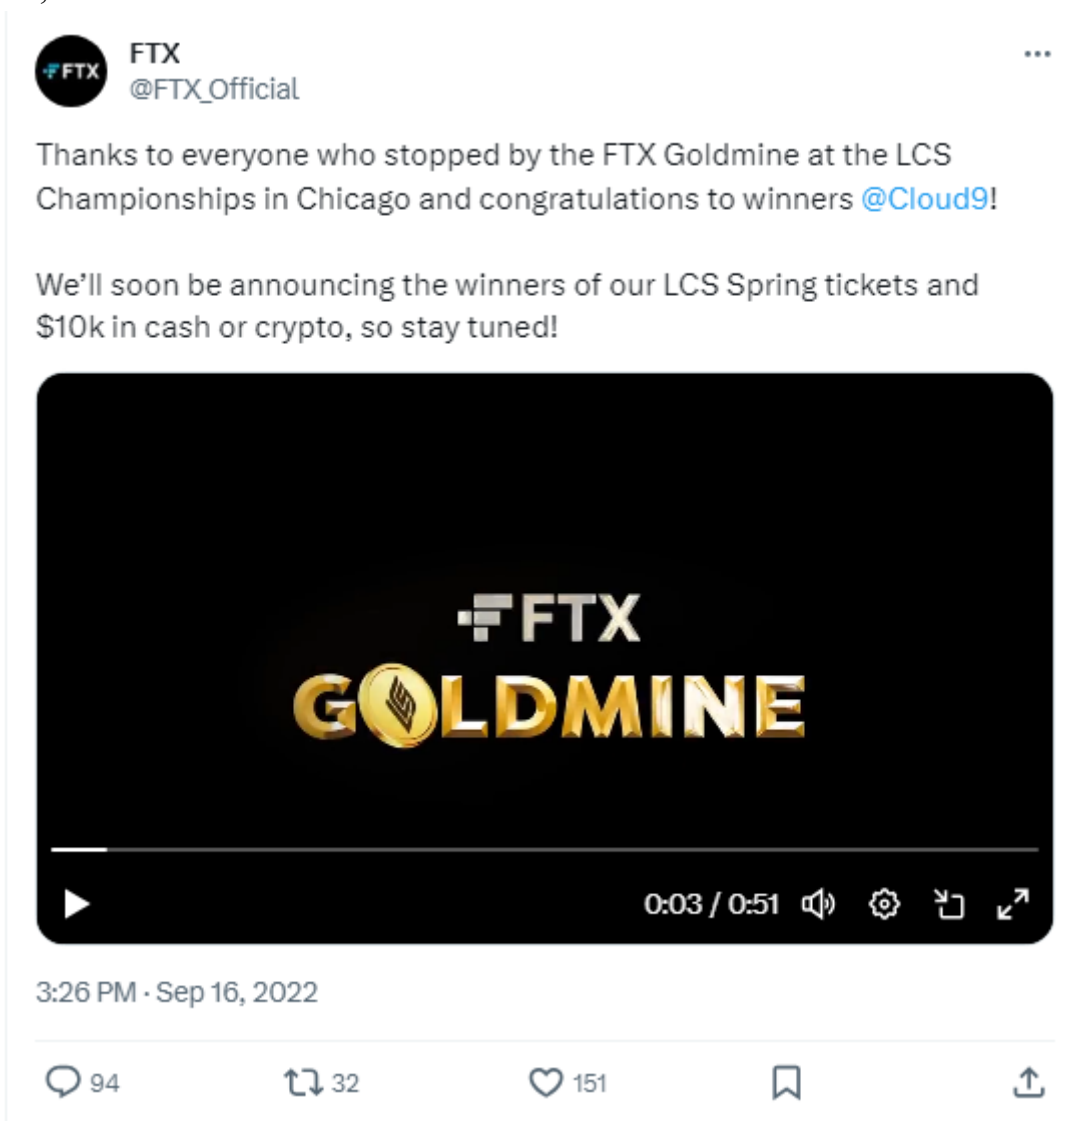 FTX
FTX
@FTX_Official
Thanks to everyone who stopped by the FTX Goldmine at the LCS
Championships in Chicago and congratulations to winners @Cloud9!
We’ll soon be announcing the winners of our LCS Spring tickets and
$10k in cash or crypto, so stay tuned!
FTX
GOLDMINE
0:03 / 0:51
3:26 PM · Sep 16, 2022
94
32
151